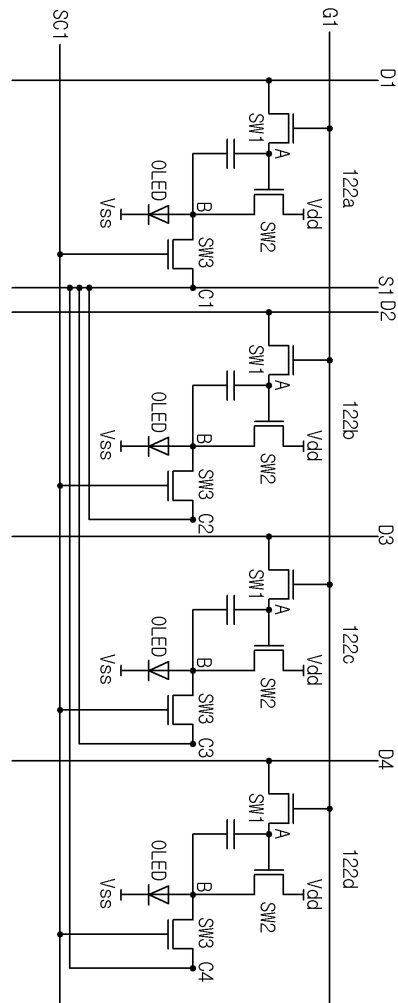 D1
S1
D2
D3
D4
122a
122b
122c
122d
G1
Vdd
Vdd
Vdd
Vdd
A
A
A
A
SW1
SW2
SW1
SW2
SW1
SW2
SW1
SW2
B
SW3
C1
B
SW3
C2
B
SW3
C3
B
SW3
C4
OLED
OLED
OLED
OLED
Vss
Vss
Vss
Vss
SC1